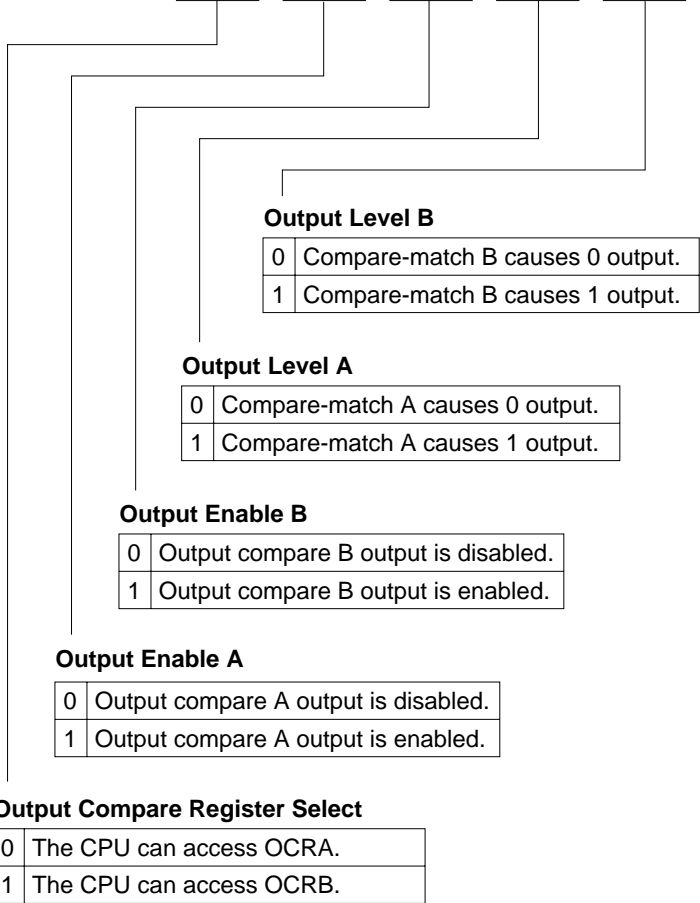 Output Level B
0 Compare-match B causes 0 output.
1 Compare-match B causes 1 output.
Output Level A
0 Compare-match A causes 0 output.
1 Compare-match A causes 1 output.
Output Enable B
0 Output compare B output is disabled.
1 Output compare B output is enabled.
Output Enable A
0 Output compare A output is disabled.
1 Output compare A output is enabled.
Output Compare Register Select
0 The CPU can access OCRA.
1 The CPU can access OCRB.